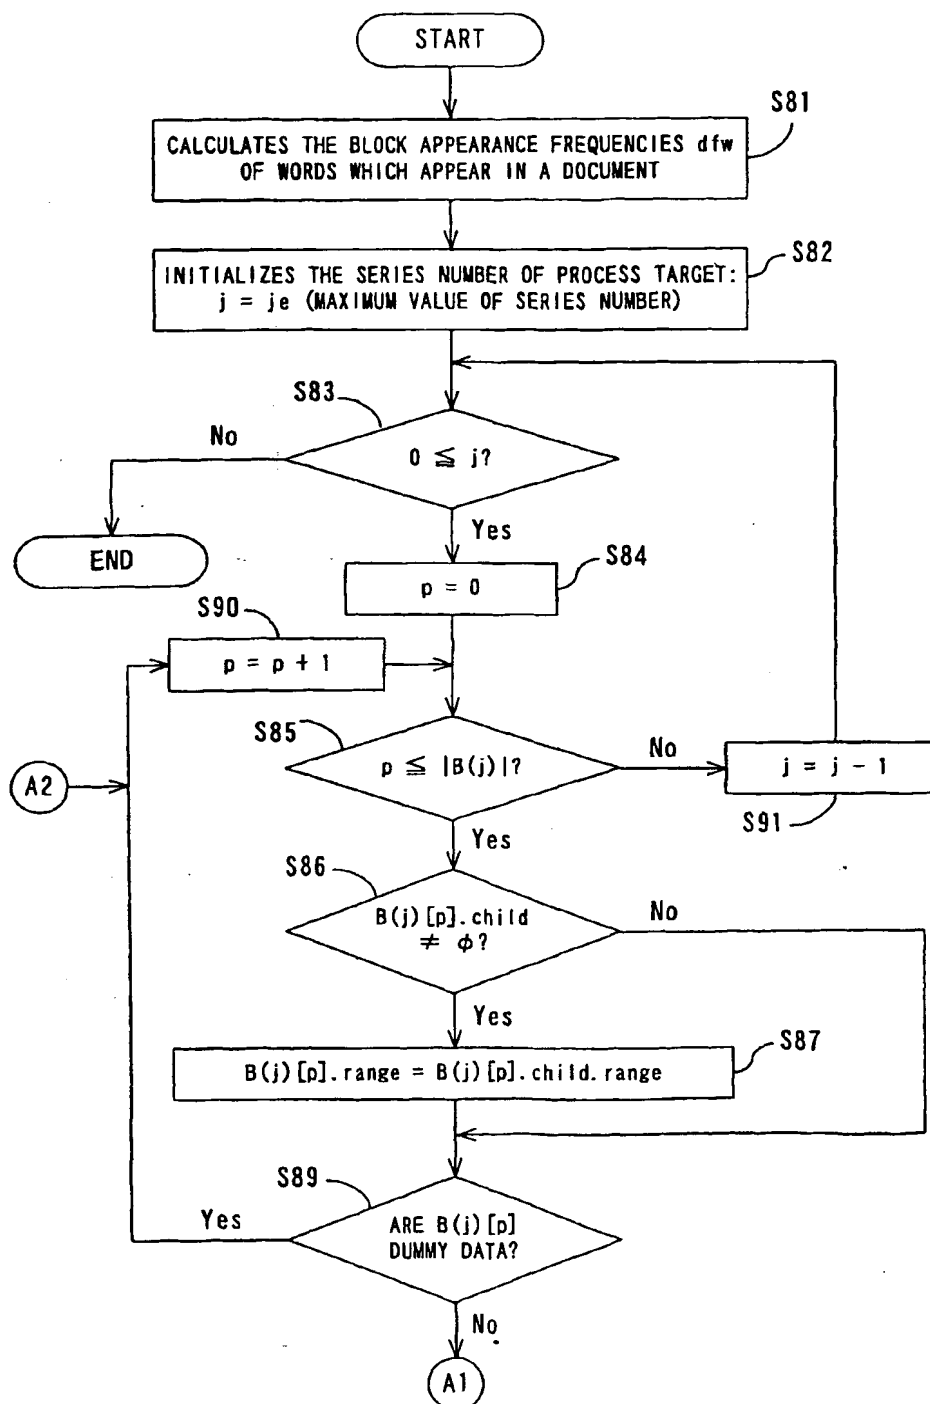 START
S81
CALCULATES THE BLOCK APPEARANCE FREQUENCIES dfw
OF WORDS WHICH APPEAR IN A DOCUMENT
S82
INITIALIZES THE SERIES NUMBER OF PROCESS TARGET:
j = je (MAXIMUM VALUE OF SERIES NUMBER)
S83
No
0 ≦ j?
Yes
END
S84
p = 0
S90
p = p + 1
S85
p ≦ |B(j)|?
No
j = j - 1
A2
S91
Yes
S86
B(j)[p].child
≠ φ?
No
Yes
S87
B(j)[p].range = B(j)[p].child.range
S89
Yes
ARE B(j)[p]
DUMMY DATA?
No
A1